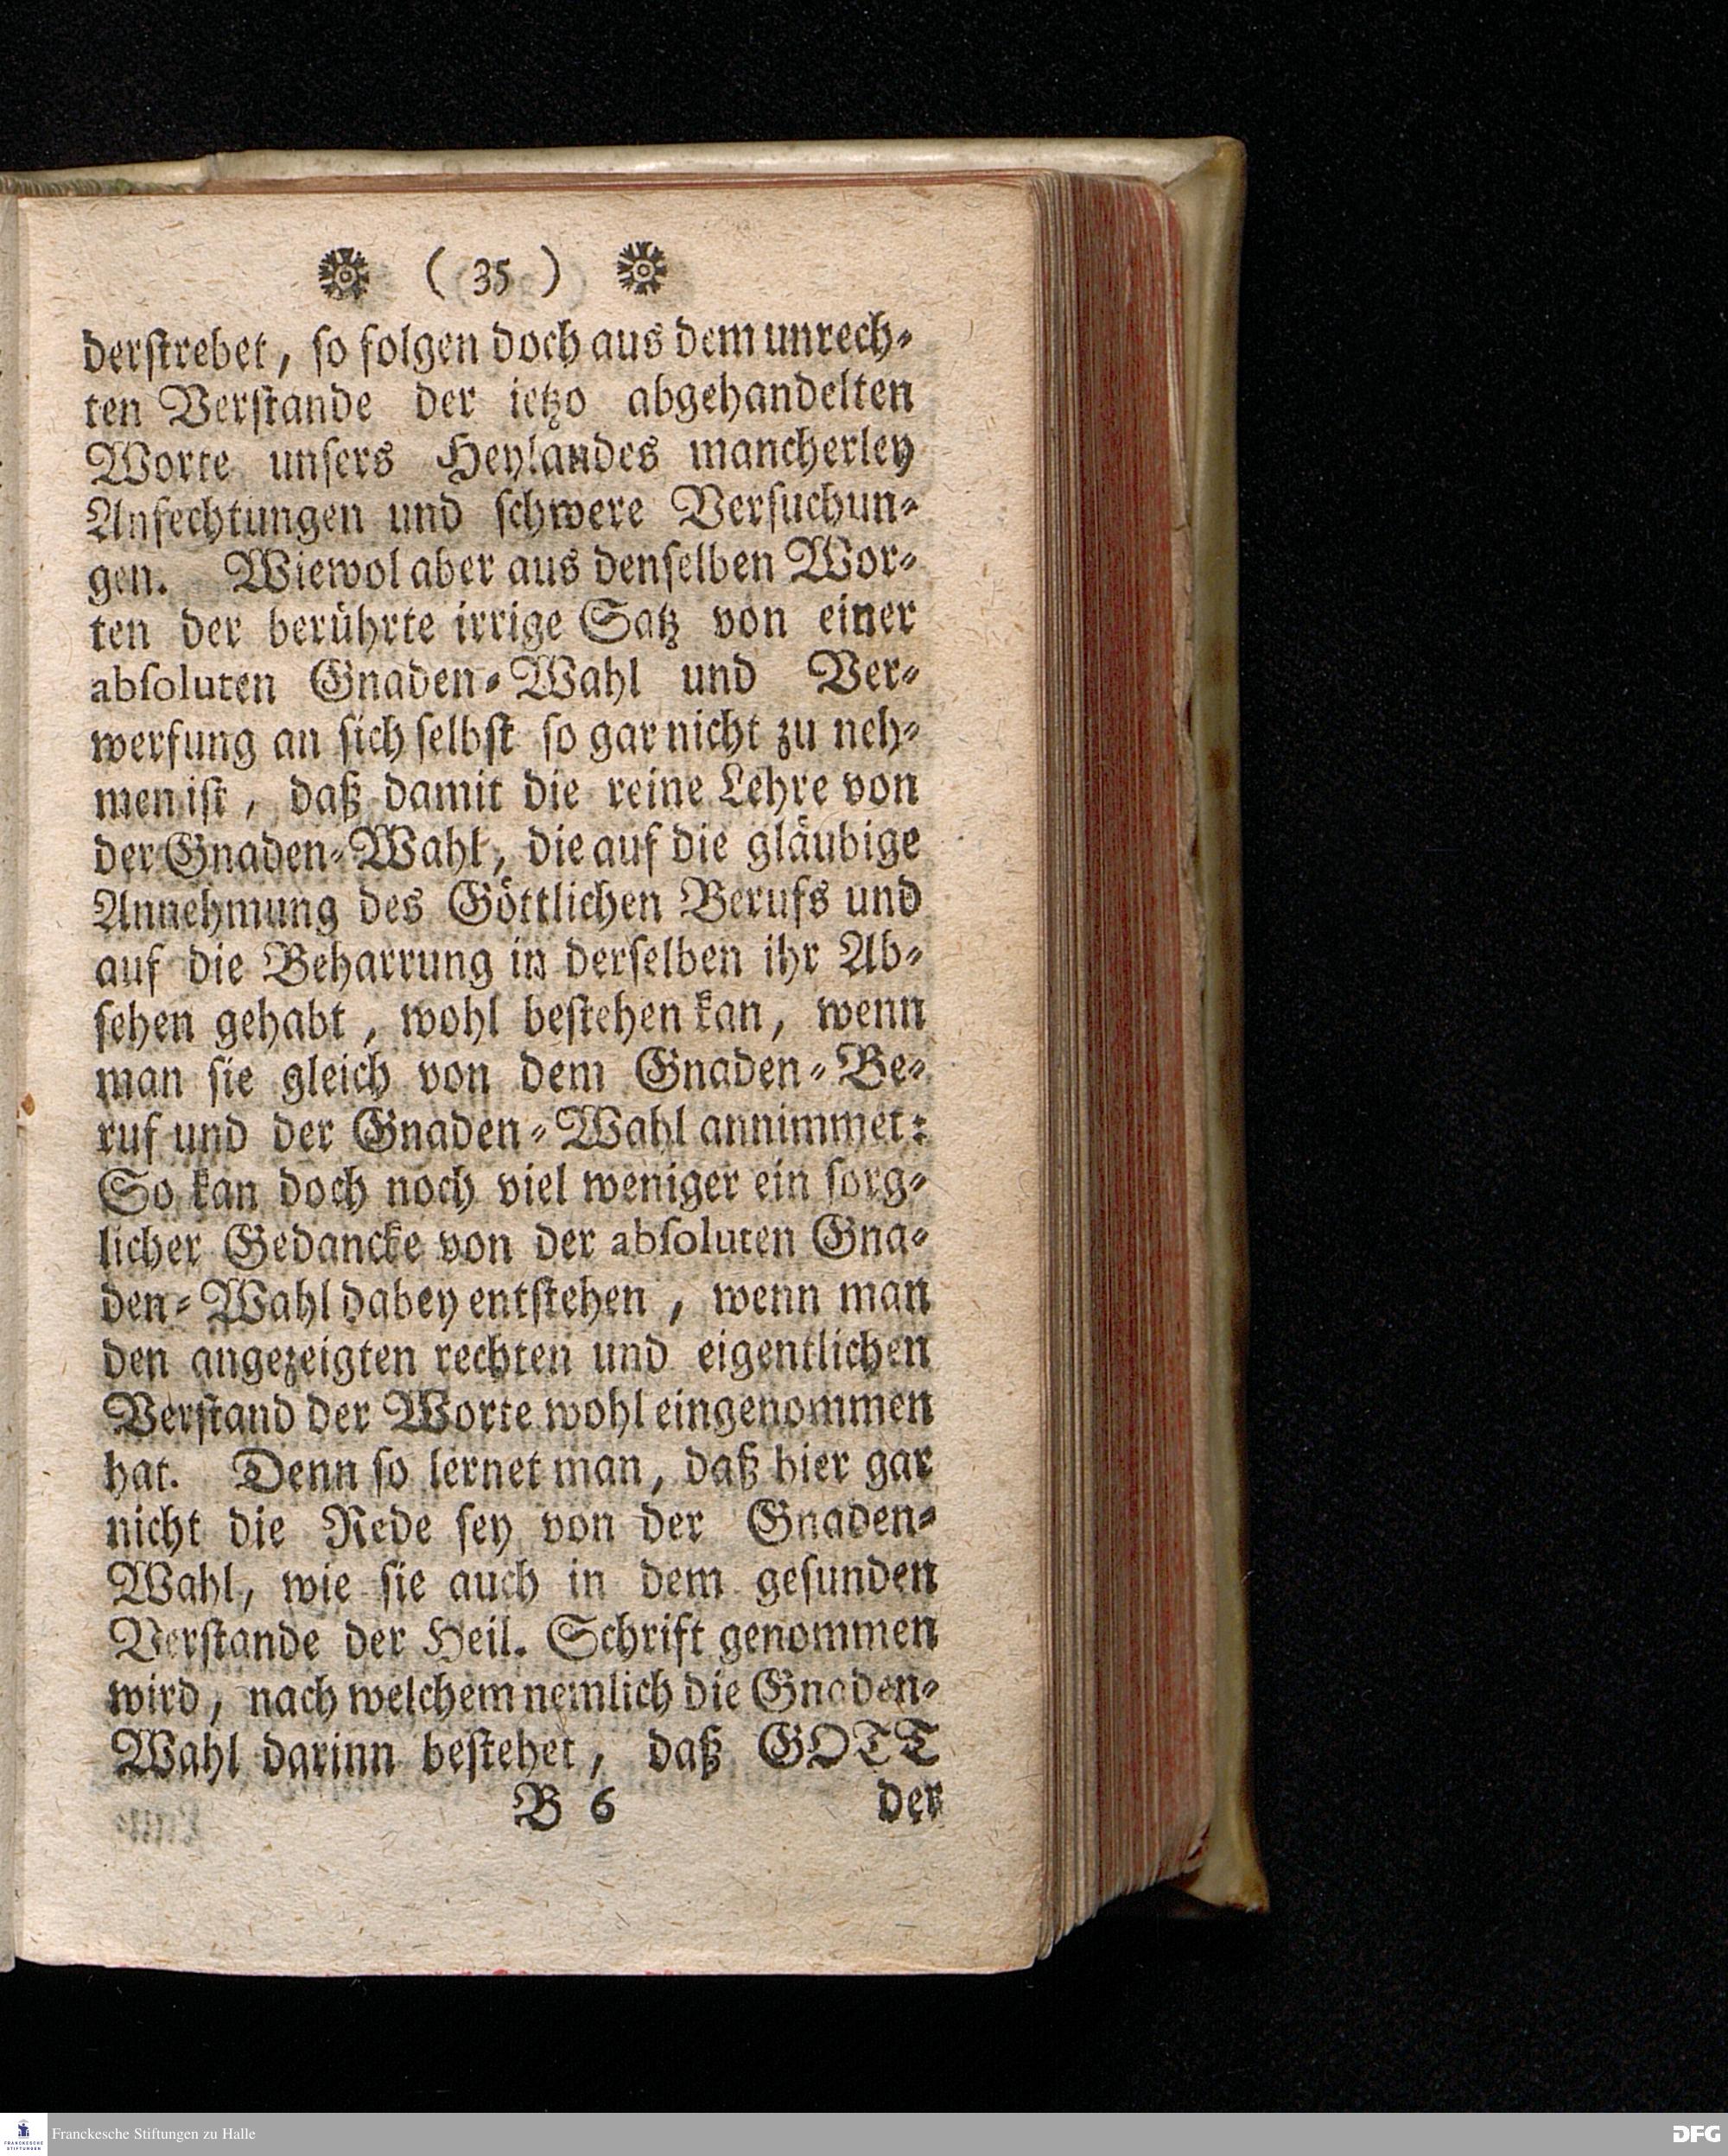 ( 35 )
derſtrebet, ſo folgen doch aus dem unrech-
ten Verſtande der ietzo abgehandelten
Worte unſers Heylandes mancherley
Anfechtungen und ſchwere Verſuchun-
gen. Wiewol aber aus denſelben Wor-
ten der berührte irrige Satz von einer
abſoluten Gnaden-Wahl und Ver-
werfung an ſich ſelbſt ſo gar nicht zu neh-
men iſt, daß damit die reine Lehre von
der Gnaden-Wahl, die auf die gläubige
Annehmung des Göttlichen Berufs und
auf die Beharrung in derſelben ihr Ab-
ſehen gehabt, wohl beſtehen kan, wenn
man ſie gleich von dem Gnaden-Be-
ruf und der Gnaden-Wahl annimmet:
So kan doch noch viel weniger ein ſorg-
licher Gedancke von der abſoluten Gna-
den-Wahl dabey entſtehen, wenn man
den angezeigten rechten und eigentlichen
Verſtand der Worte wohl eingenommen
hat. Denn ſo lernet man, daß hier gar
nicht die Rede ſey von der Gnaden-
Wahl, wie ſie auch in dem geſunden
Verſtande der Heil. Schrift genommen
wird, nach welchem nemlich die Gnaden-
Wahl darinn beſtehet, daß GOTT
B 6 der
FRANCKESCHE STIFTUNGEN
Franckesche Stiftungen zu Halle
DFG